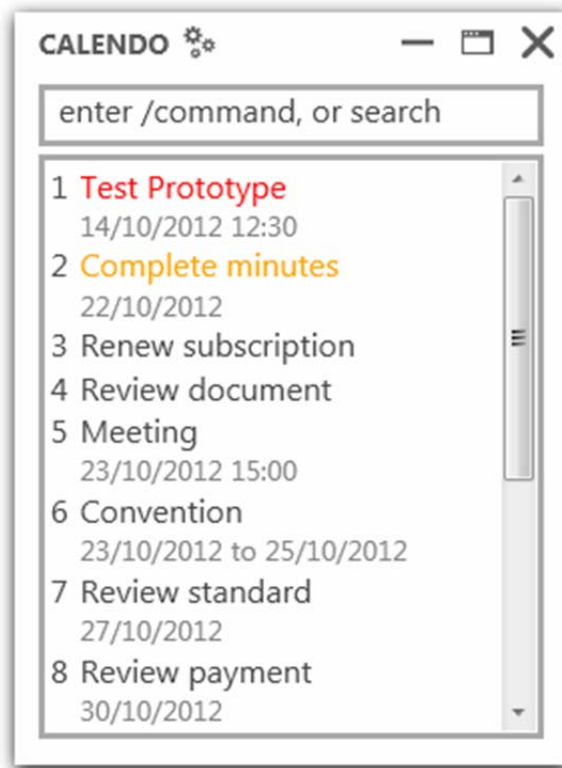 CALENDO
enter /command, or search
1 Test Prototype
14/10/2012 12:30
2 Complete minutes
22/10/2012
3 Renew subscription
4 Review document
5 Meeting
23/10/2012 15:00
6 Convention
23/10/2012 to 25/10/2012
7 Review standard
27/10/2012
8 Review payment
30/10/2012